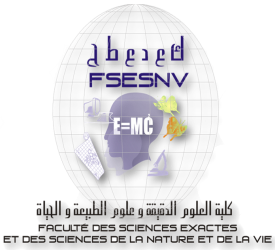 ك ع د ع ط ح
FSESNV
E=MC
كلية العلوم الدقيقة و علوم الطبيعة و الحياة
FACULTÉ DES SCIENCES EXACTES
ET DES SCIENCES DE LA NATURE ET DE LA VIE